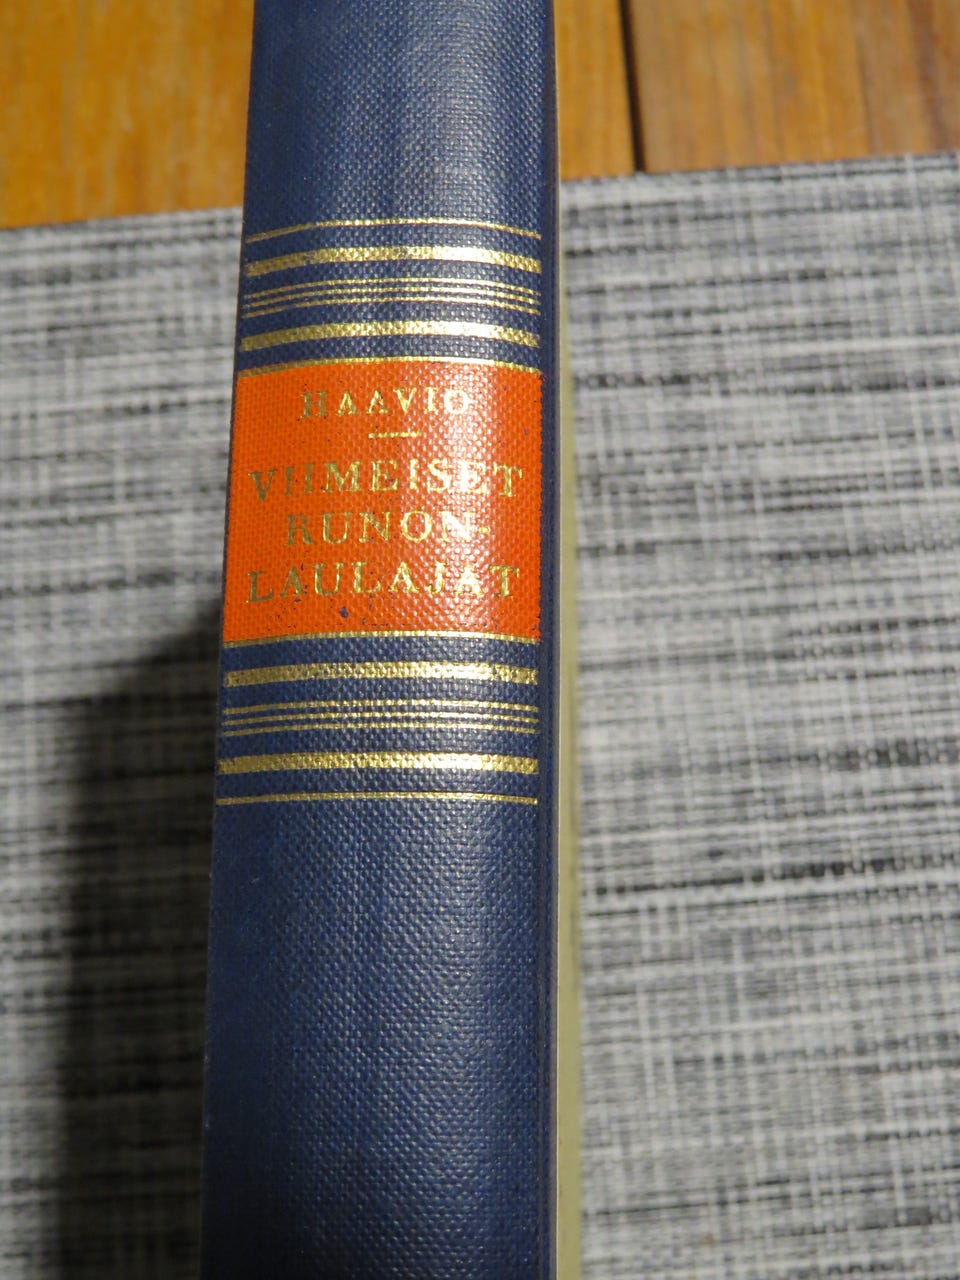 HAAVIO
VIIMEISET
RUNON-
LAULAJAT